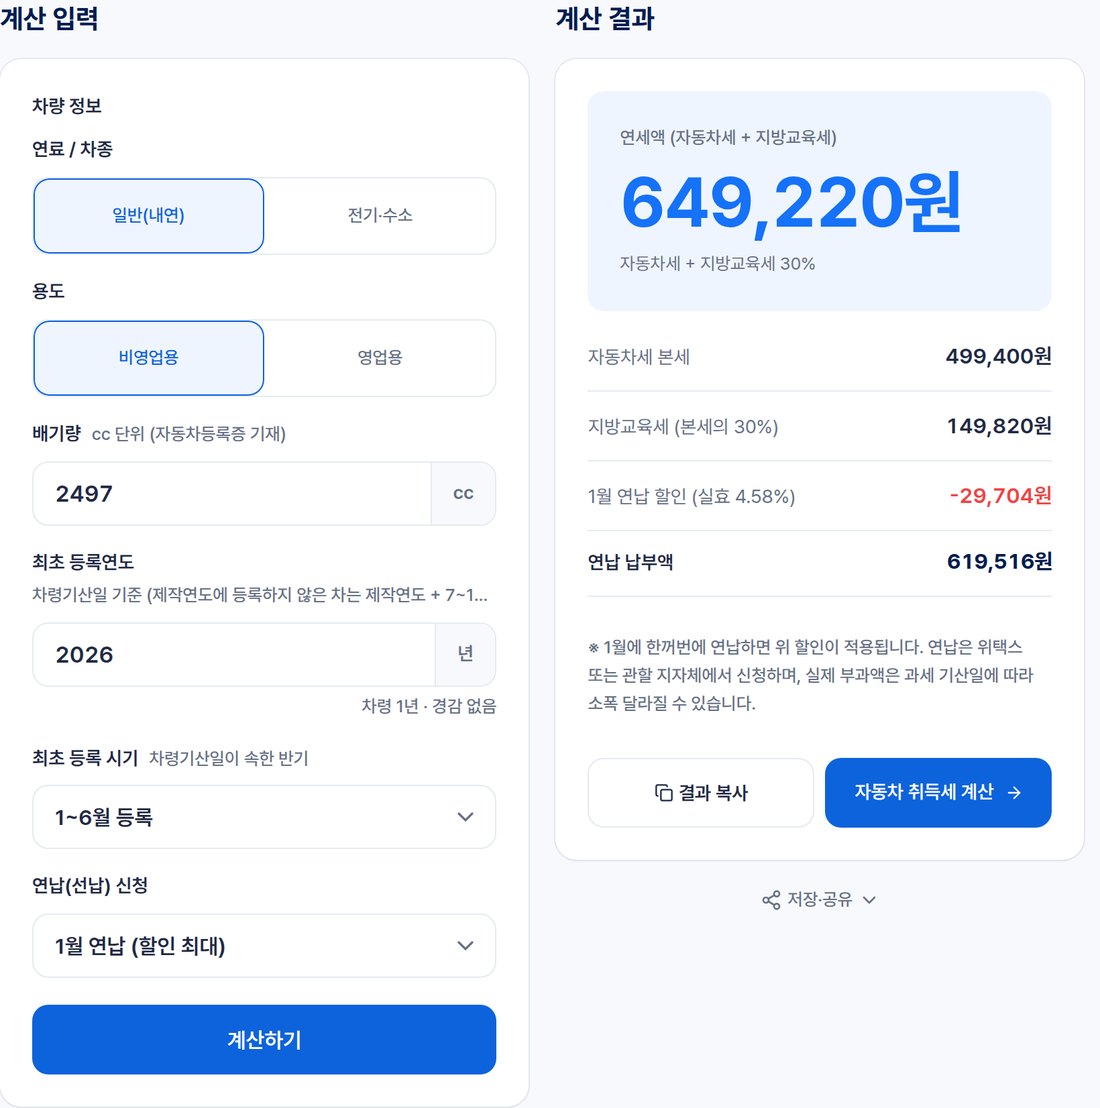 계산 입력
차량 정보
연료 / 차종
일반(내연)
전기·수소
용도
비영업용
영업용
배기량 cc 단위 (자동차등록증 기재)
2497
cc
최초 등록연도
차령기산일 기준 (제작연도에 등록하지 않은 차는 제작연도 + 7~1...
2026
년
차령 1년 · 경감 없음
최초 등록 시기 차령기산일이 속한 반기
1~6월 등록
연납(선납) 신청
1월 연납 (할인 최대)
계산하기
계산 결과
연세액 (자동차세 + 지방교육세)
649,220원
자동차세 + 지방교육세 30%
자동차세 본세 499,400원
지방교육세 (본세의 30%) 149,820원
1월 연납 할인 (실효 4.58%) -29,704원
연납 납부액 619,516원
※ 1월에 한꺼번에 연납하면 위 할인이 적용됩니다. 연납은 위택스
또는 관할 지자체에서 신청하며, 실제 부과액은 과세 기산일에 따라
소폭 달라질 수 있습니다.
결과 복사
자동차 취득세 계산 →
저장·공유